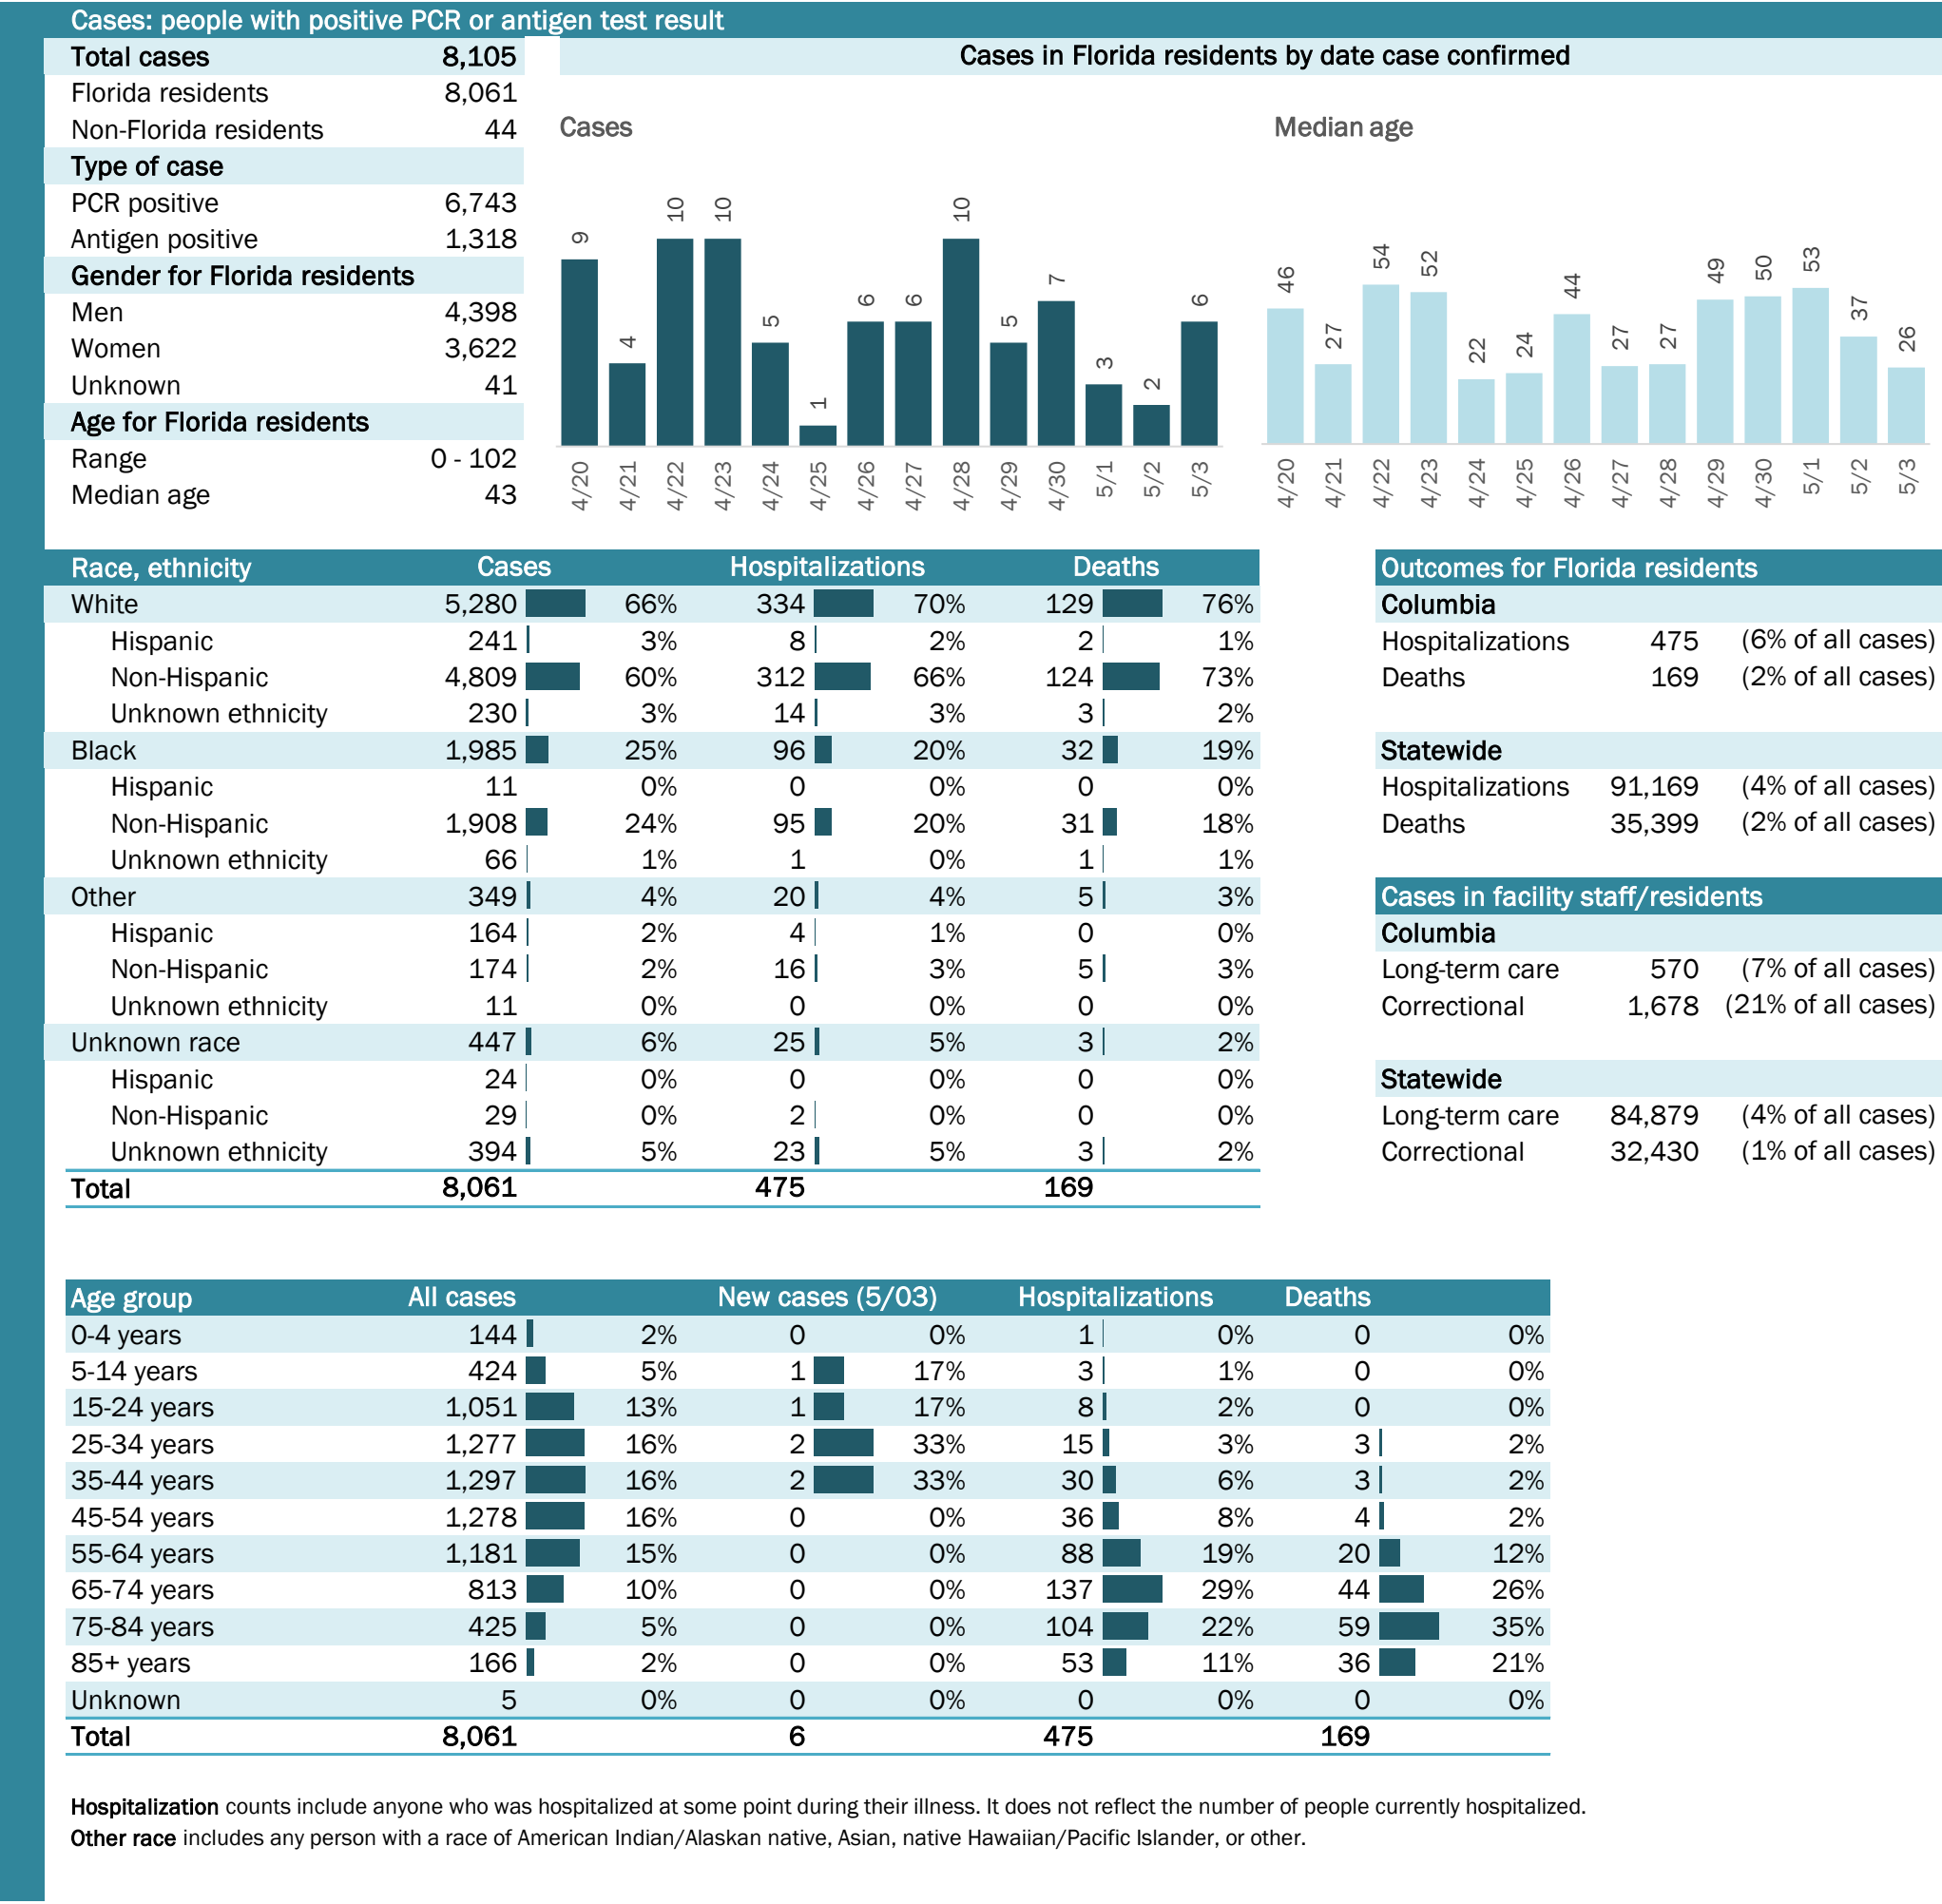 Cases: people with positive PCR or antigen test result
Total cases 8,105
Florida residents 8,061
Non-Florida residents 44
Type of case
PCR positive 6,743
Antigen positive 1,318
Gender for Florida residents
Men 4,398
Women 3,622
Unknown 41
Age for Florida residents
Range 0 - 102
Median age 43
Cases in Florida residents by date case confirmed
Cases
9 4 10 10 5 1 6 6 10 5 7 3 2 6
4/20 4/21 4/22 4/23 4/24 4/25 4/26 4/27 4/28 4/29 4/30 5/1 5/2 5/3
Median age
46 27 54 52 22 24 44 27 27 49 50 53 37 26
4/20 4/21 4/22 4/23 4/24 4/25 4/26 4/27 4/28 4/29 4/30 5/1 5/2 5/3
Race, ethnicity Cases Hospitalizations Deaths
White 5,280 66% 334 70% 129 76%
Hispanic 241 3% 8 2% 2 1%
Non-Hispanic 4,809 60% 312 66% 124 73%
Unknown ethnicity 230 3% 14 3% 3 2%
Black 1,985 25% 96 20% 32 19%
Hispanic 11 0% 0 0% 0 0%
Non-Hispanic 1,908 24% 95 20% 31 18%
Unknown ethnicity 66 1% 1 0% 1 1%
Other 349 4% 20 4% 5 3%
Hispanic 164 2% 4 1% 0 0%
Non-Hispanic 174 2% 16 3% 5 3%
Unknown ethnicity 11 0% 0 0% 0 0%
Unknown race 447 6% 25 5% 3 2%
Hispanic 24 0% 0 0% 0 0%
Non-Hispanic 29 0% 2 0% 0 0%
Unknown ethnicity 394 5% 23 5% 3 2%
Total 8,061 475 169
Outcomes for Florida residents
Columbia
Hospitalizations 475 (6% of all cases)
Deaths 169 (2% of all cases)
Statewide
Hospitalizations 91,169 (4% of all cases)
Deaths 35,399 (2% of all cases)
Cases in facility staff/residents
Columbia
Long-term care 570 (7% of all cases)
Correctional 1,678 (21% of all cases)
Statewide
Long-term care 84,879 (4% of all cases)
Correctional 32,430 (1% of all cases)
Age group All cases New cases (5/03) Hospitalizations Deaths
0-4 years 144 2% 0 0% 1 0% 0 0%
5-14 years 424 5% 1 17% 3 1% 0 0%
15-24 years 1,051 13% 1 17% 8 2% 0 0%
25-34 years 1,277 16% 2 33% 15 3% 3 2%
35-44 years 1,297 16% 2 33% 30 6% 3 2%
45-54 years 1,278 16% 0 0% 36 8% 4 2%
55-64 years 1,181 15% 0 0% 88 19% 20 12%
65-74 years 813 10% 0 0% 137 29% 44 26%
75-84 years 425 5% 0 0% 104 22% 59 35%
85+ years 166 2% 0 0% 53 11% 36 21%
Unknown 5 0% 0 0% 0 0% 0 0%
Total 8,061 6 475 169
Hospitalization counts include anyone who was hospitalized at some point during their illness. It does not reflect the number of people currently hospitalized.
Other race includes any person with a race of American Indian/Alaskan native, Asian, native Hawaiian/Pacific Islander, or other.